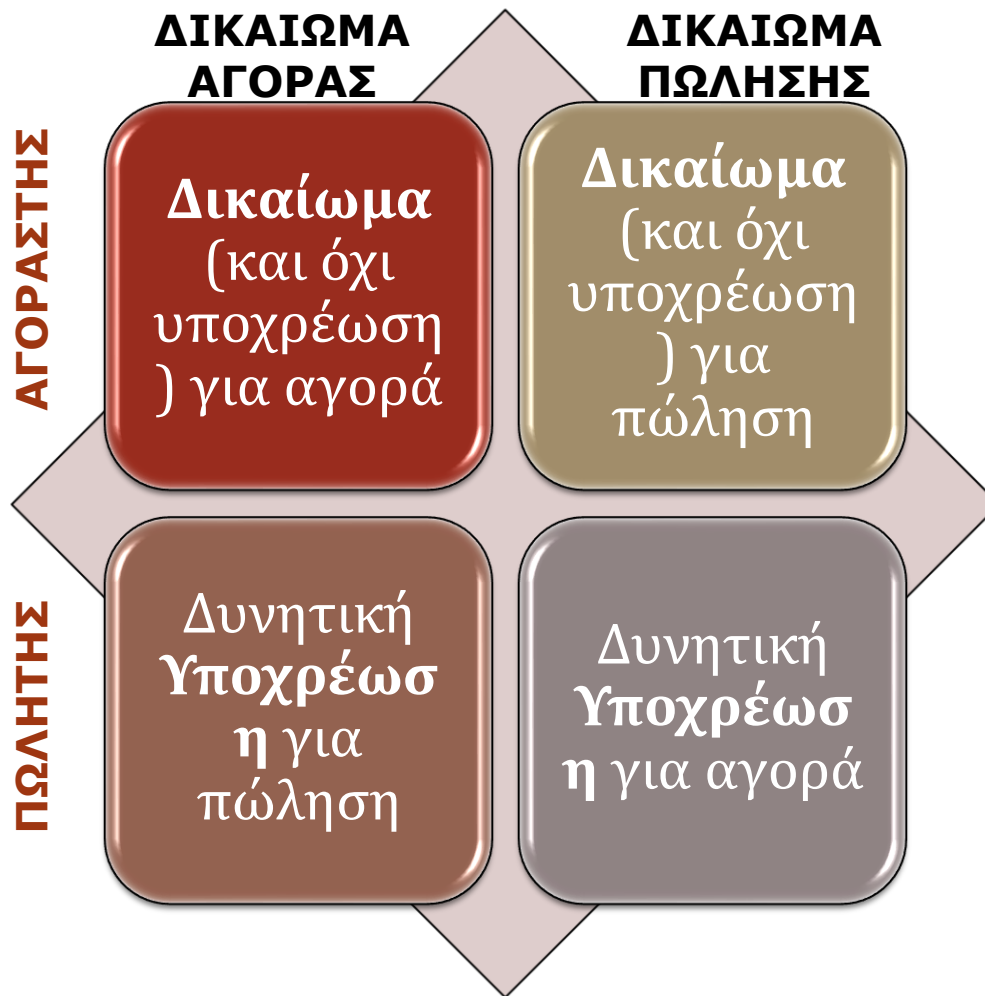 ΔΙΚΑΙΩΜΑ
ΑΓΟΡΑΣ
ΔΙΚΑΙΩΜΑ
ΠΩΛΗΣΗΣ
ΑΓΟΡΑΣΤΗΣ
Δικαίωμα
(και όχι
υποχρέωση
) για αγορά
Δικαίωμα
(και όχι
υποχρέωση
) για
πώληση
ΠΩΛΗΤΗΣ
Δυνητική
Υποχρέωσ
η για
πώληση
Δυνητική
Υποχρέωσ
η για αγορά